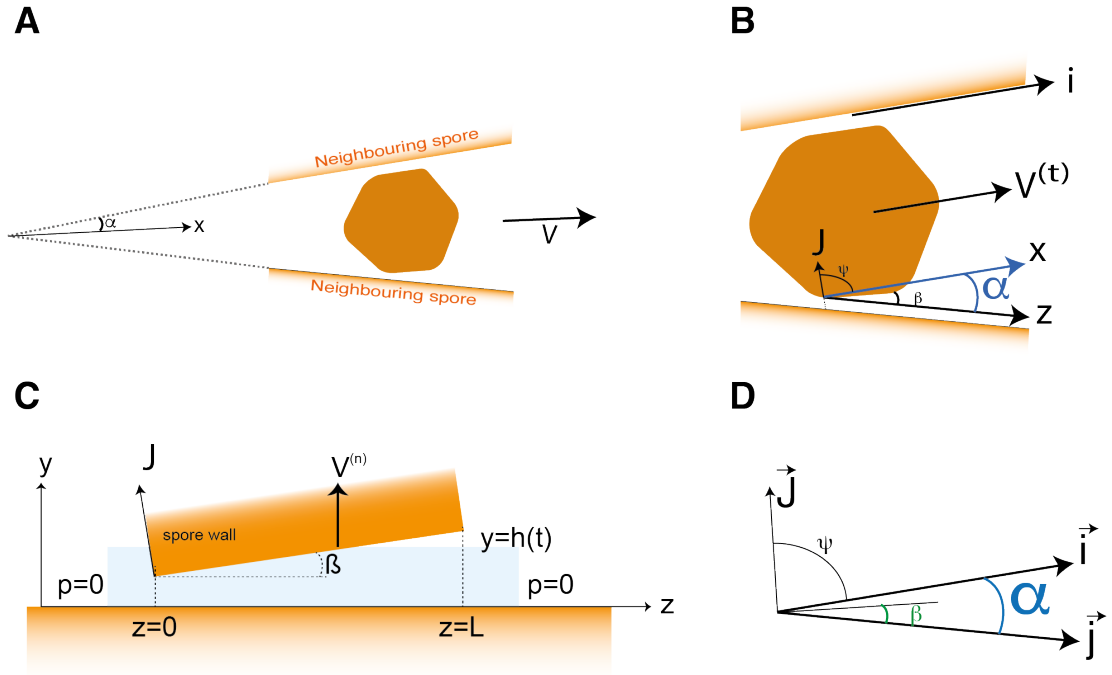 A
Neighbouring spore
α
x
V
Neighbouring spore
B
i
V(t)
J
ψ
x
β
α
z
C
y
J
V(n)
spore wall
y=h(t)
ß
p=0
p=0
z
z=0
z=L
D
J
ψ
i
α
β
j